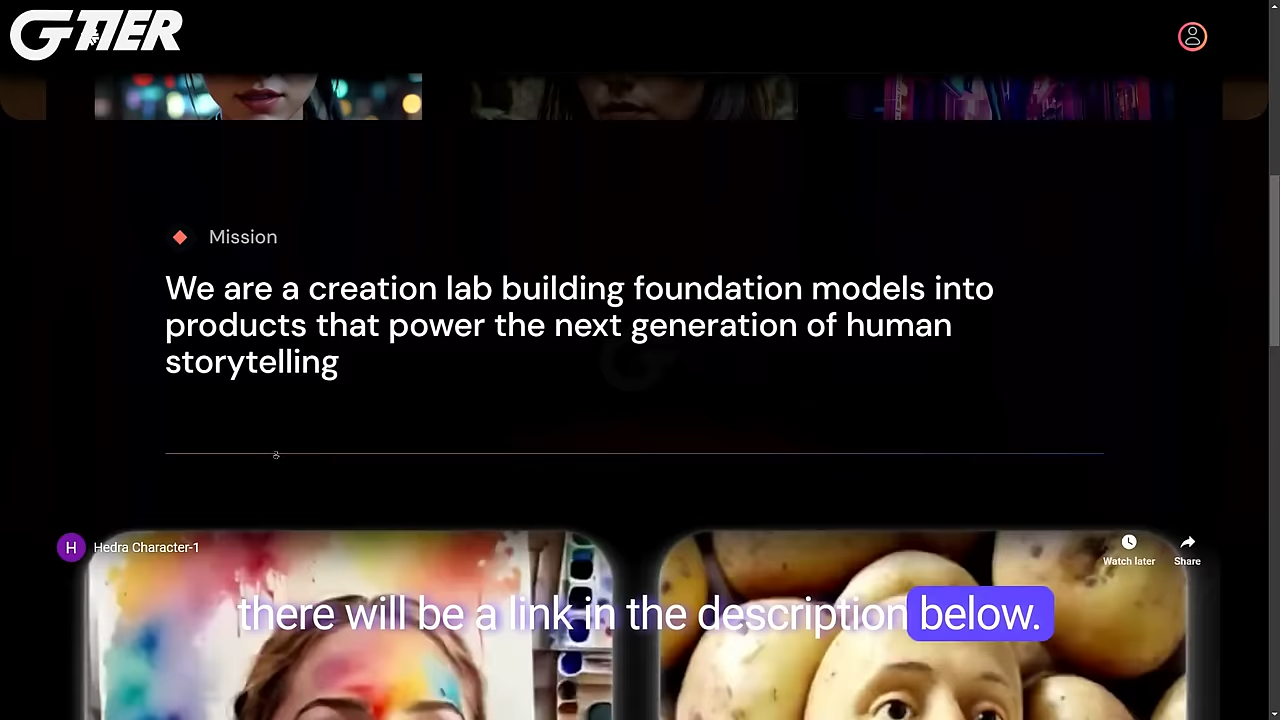 GTIER
Mission
We are a creation lab building foundation models into
products that power the next generation of human
storytelling
H Hedra Character-1
Watch later Share
there will be a link in the description below.